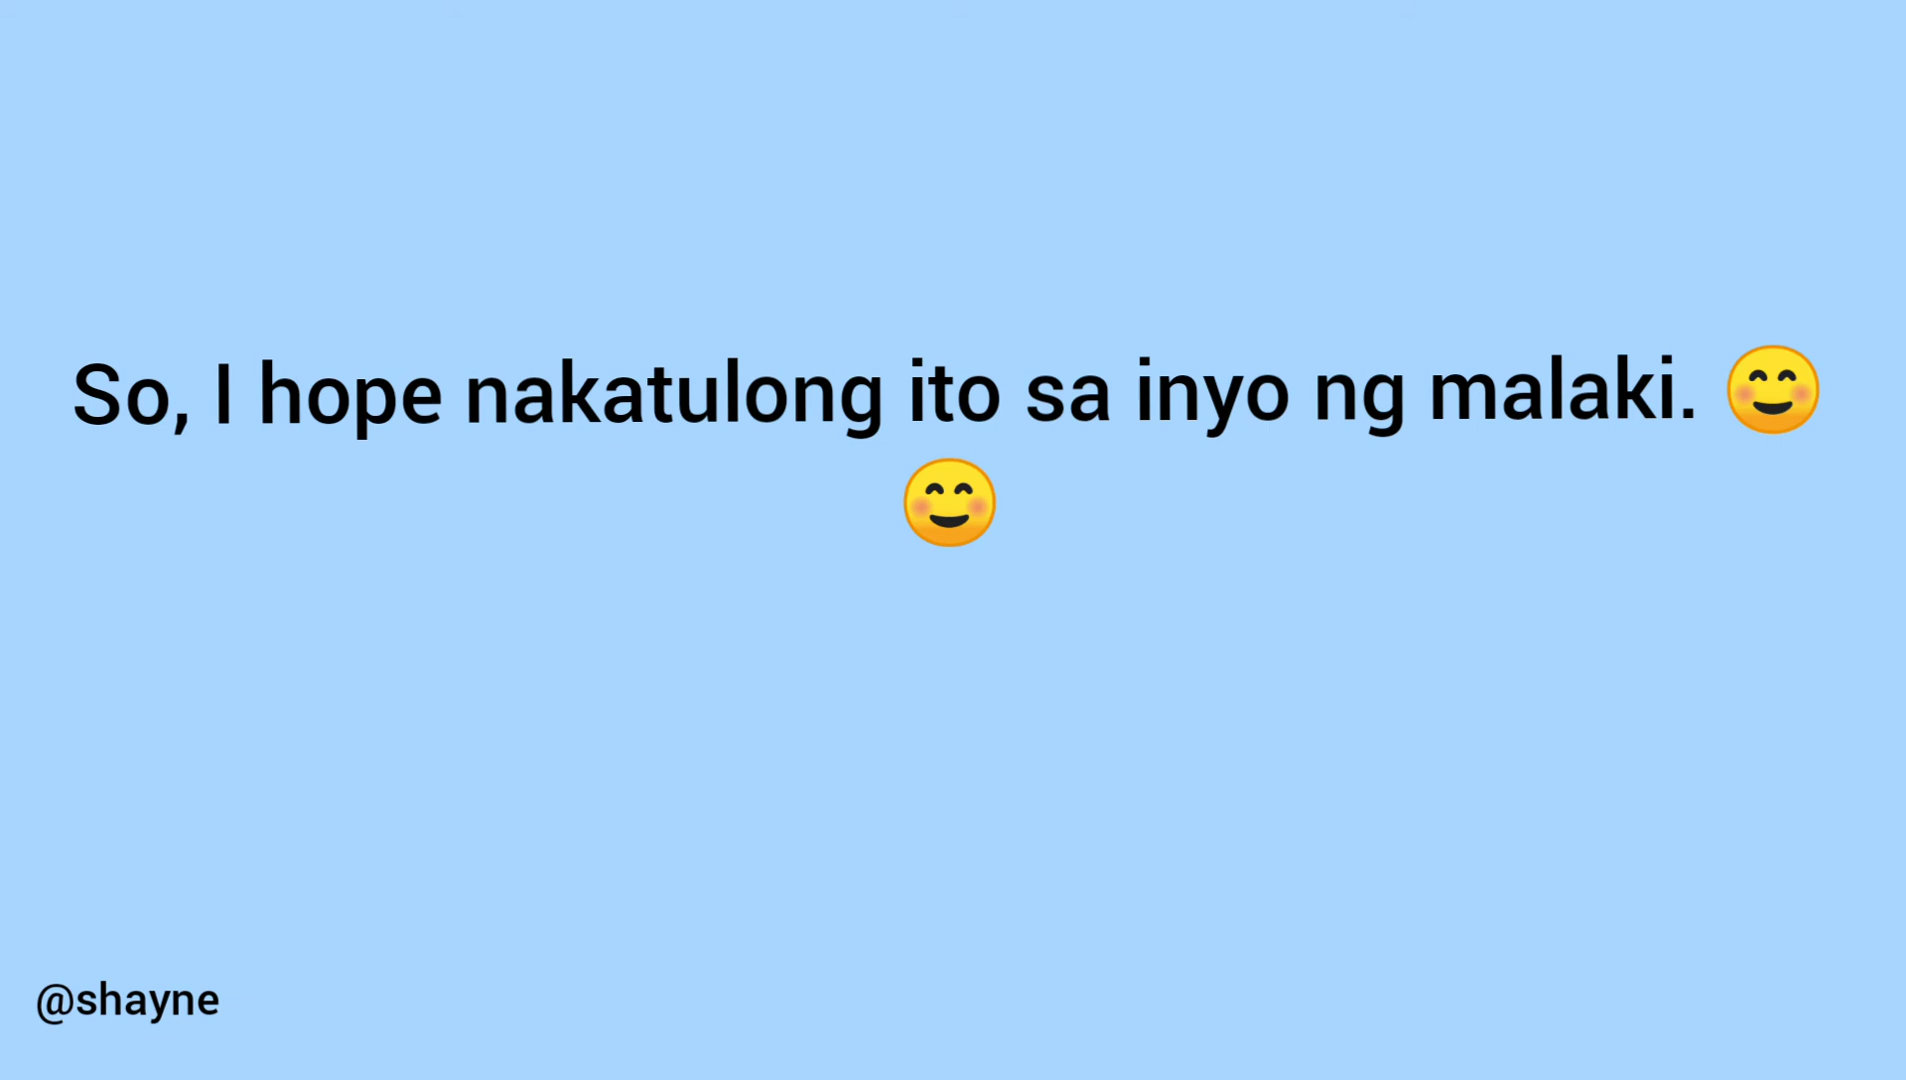 So, I hope nakatulong ito sa inyo ng malaki. 😊
😊
@shayne